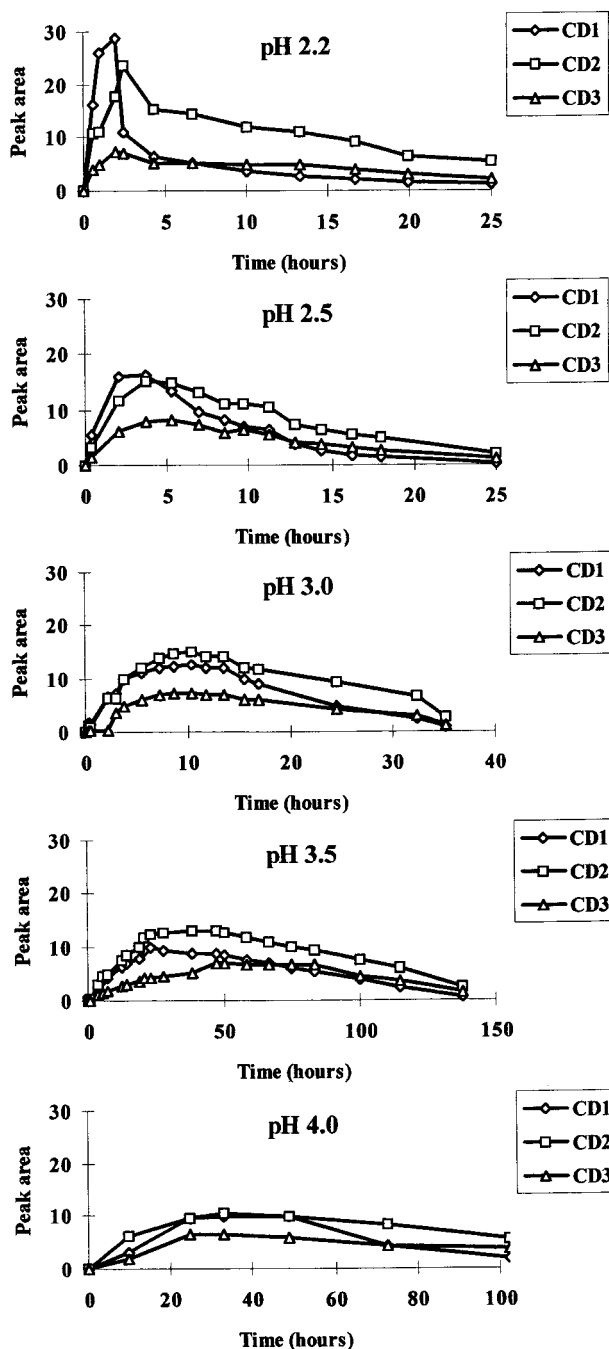 pH 2.2
CD1
CD2
CD3
Peak area
30
20
10
0
0 5 10 15 20 25
Time (hours)
pH 2.5
CD1
CD2
CD3
Peak area
30
20
10
0
0 5 10 15 20 25
Time (hours)
pH 3.0
CD1
CD2
CD3
Peak area
30
20
10
0
0 10 20 30 40
Time (hours)
pH 3.5
CD1
CD2
CD3
Peak area
30
20
10
0
0 50 100 150
Time (hours)
pH 4.0
CD1
CD2
CD3
Peak area
30
20
10
0
0 20 40 60 80 100
Time (hours)